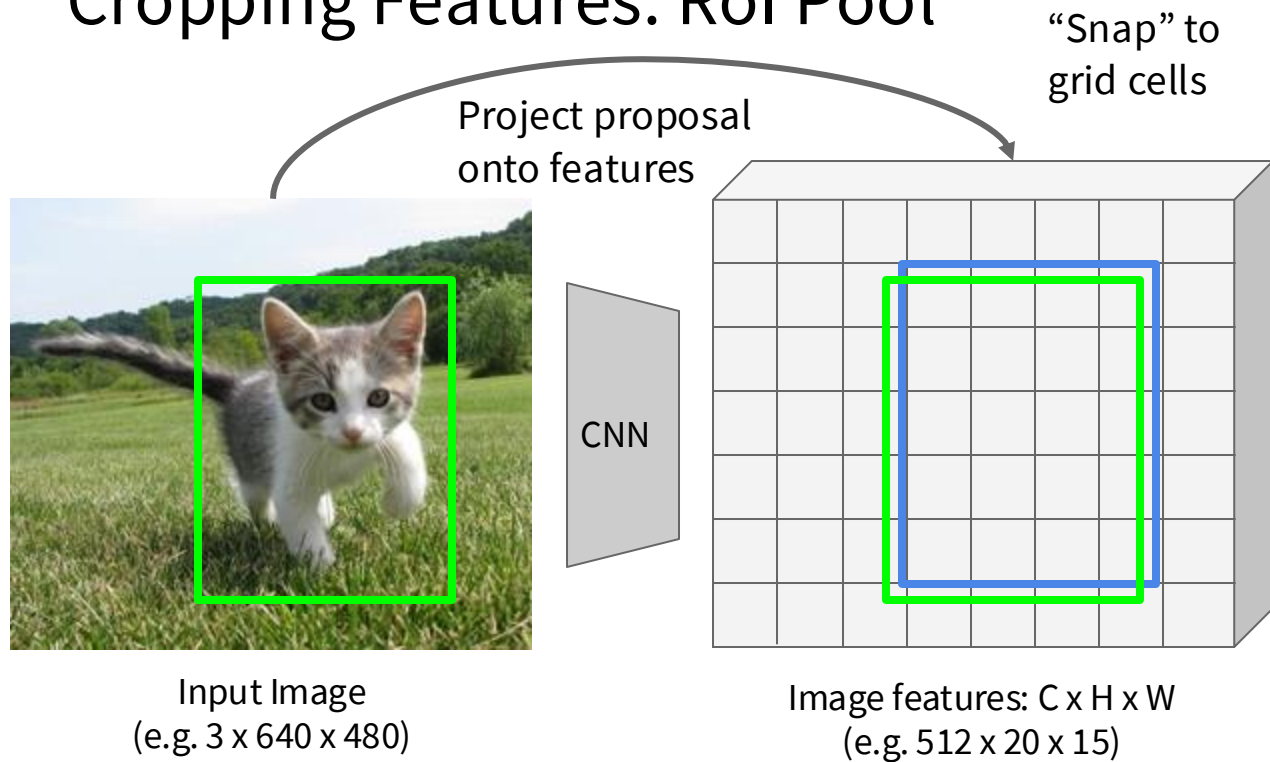 Cropping Features: RoI Pool
"Snap" to
grid cells
Project proposal
onto features
CNN
Input Image
(e.g. 3 x 640 x 480)
Image features: C x H x W
(e.g. 512 x 20 x 15)